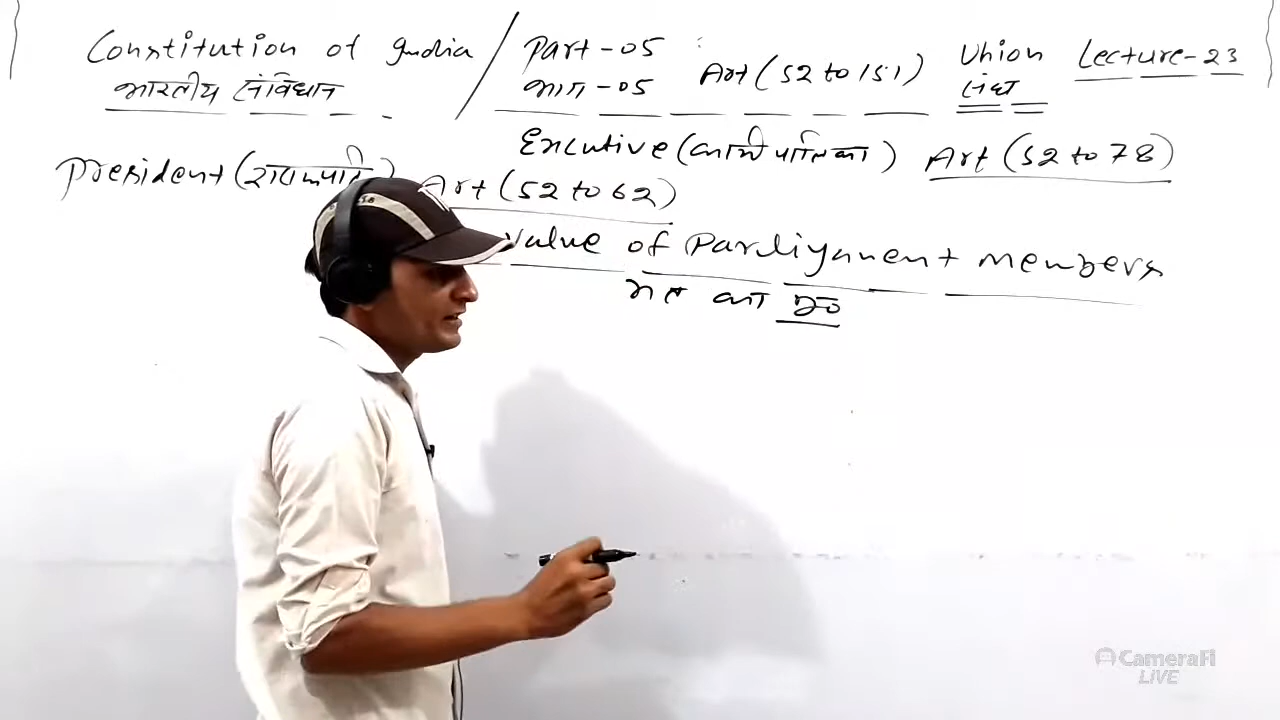 Constitution of India / Part-05 Art (52 to 151) Union Lecture-23
भारतीय संविधान भाग-05 संघ
Executive (कार्यपालिका) Art (52 to 78)
President (राष्ट्रपति) Art (52 to 62)
value of Parliyament members
मत का मूल्य
CameraFi
LIVE